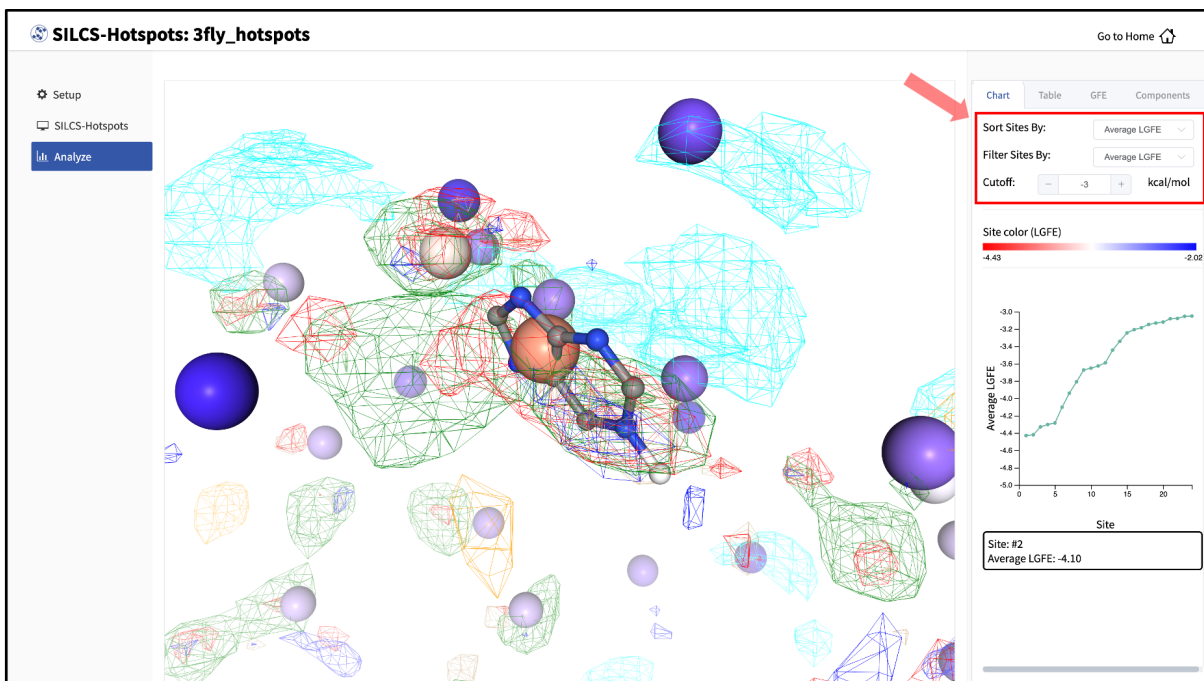 SILCS-Hotspots: 3fly_hotspots
Go to Home
Setup
SILCS-Hotspots
Analyze
Chart Table GFE Components
Sort Sites By: Average LGFE
Filter Sites By: Average LGFE
Cutoff: − -3 + kcal/mol
Site color (LGFE)
-4.43 -2.02
Average LGFE
-3.0
-3.2
-3.4
-3.6
-3.8
-4.0
-4.2
-4.4
-4.6
-4.8
-5.0
0 5 10 15 20
Site
Site: #2
Average LGFE: -4.10